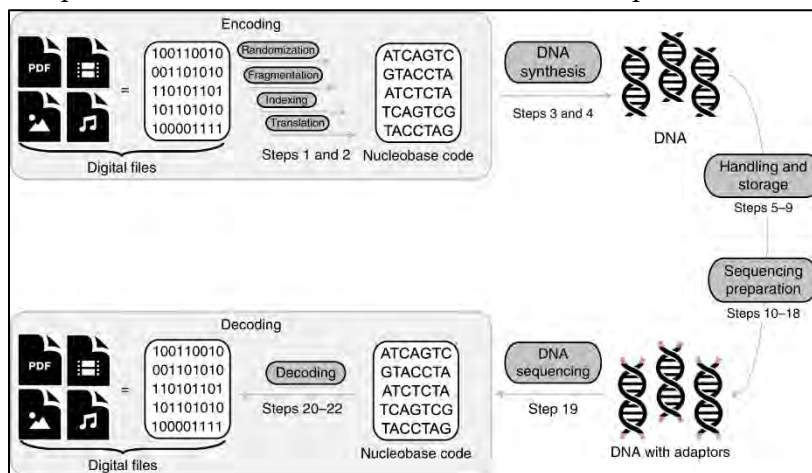 Encoding
PDF
=
100110010
001101010
110101101
101101010
100001111
Digital files
Randomization
Fragmentation
Indexing
Translation
Steps 1 and 2
ATCAGTC
GTACCTA
ATCTCTA
TCAGTCG
TACCTAG
Nucleobase code
DNA
synthesis
Steps 3 and 4
DNA
Handling and
storage
Steps 5–9
Sequencing
preparation
Steps 10–18
DNA with adaptors
DNA
sequencing
Step 19
Decoding
ATCAGTC
GTACCTA
ATCTCTA
TCAGTCG
TACCTAG
Nucleobase code
Decoding
Steps 20–22
100110010
001101010
110101101
101101010
100001111
=
PDF
Digital files